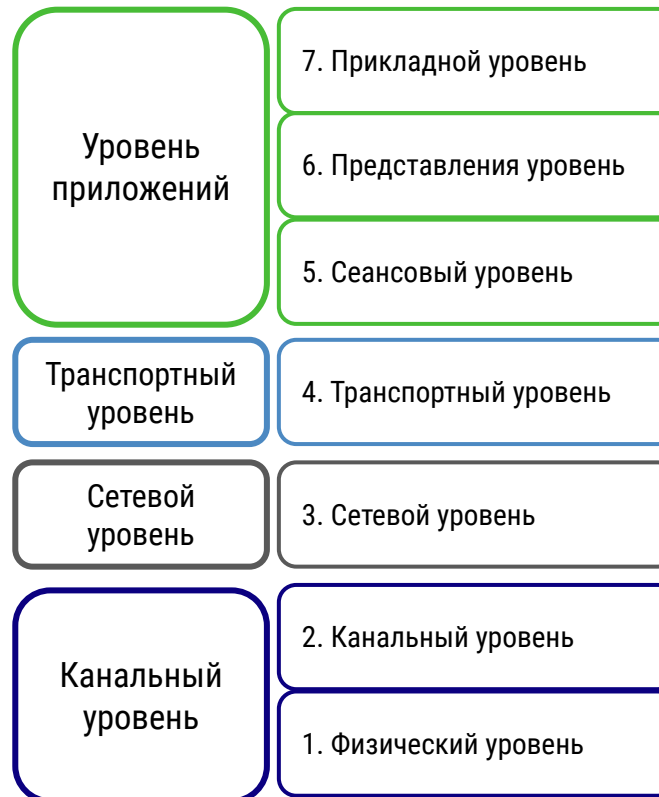 Уровень
приложений
7. Прикладной уровень
6. Представления уровень
5. Сеансовый уровень
Транспортный
уровень
4. Транспортный уровень
Сетевой
уровень
3. Сетевой уровень
Канальный
уровень
2. Канальный уровень
1. Физический уровень